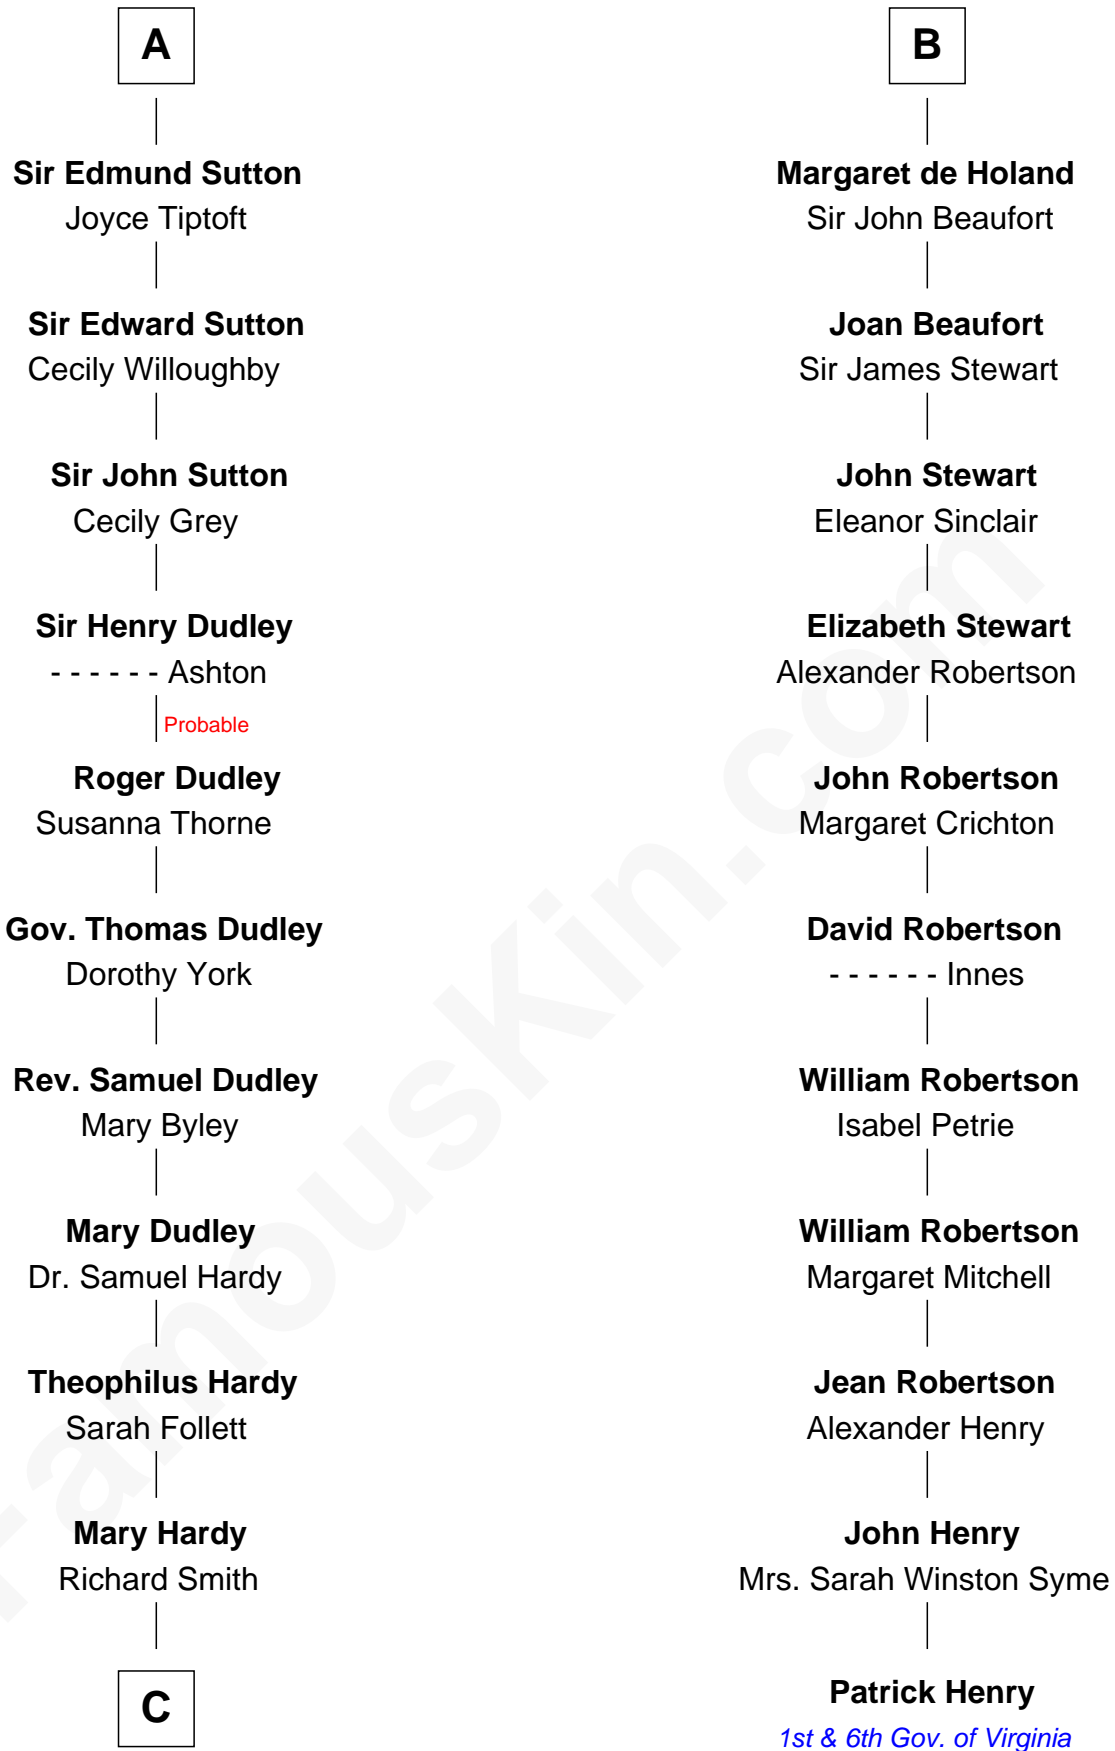 A
Sir Edmund Sutton
Joyce Tiptoft
Sir Edward Sutton
Cecily Willoughby
Sir John Sutton
Cecily Grey
Sir Henry Dudley
- - - - - - Ashton
Probable
Roger Dudley
Susanna Thorne
Gov. Thomas Dudley
Dorothy York
Rev. Samuel Dudley
Mary Byley
Mary Dudley
Dr. Samuel Hardy
Theophilus Hardy
Sarah Follett
Mary Hardy
Richard Smith
C
B
Margaret de Holand
Sir John Beaufort
Joan Beaufort
Sir James Stewart
John Stewart
Eleanor Sinclair
Elizabeth Stewart
Alexander Robertson
John Robertson
Margaret Crichton
David Robertson
- - - - - - Innes
William Robertson
Isabel Petrie
William Robertson
Margaret Mitchell
Jean Robertson
Alexander Henry
John Henry
Mrs. Sarah Winston Syme
Patrick Henry
1st & 6th Gov. of Virginia
FamousKin.com